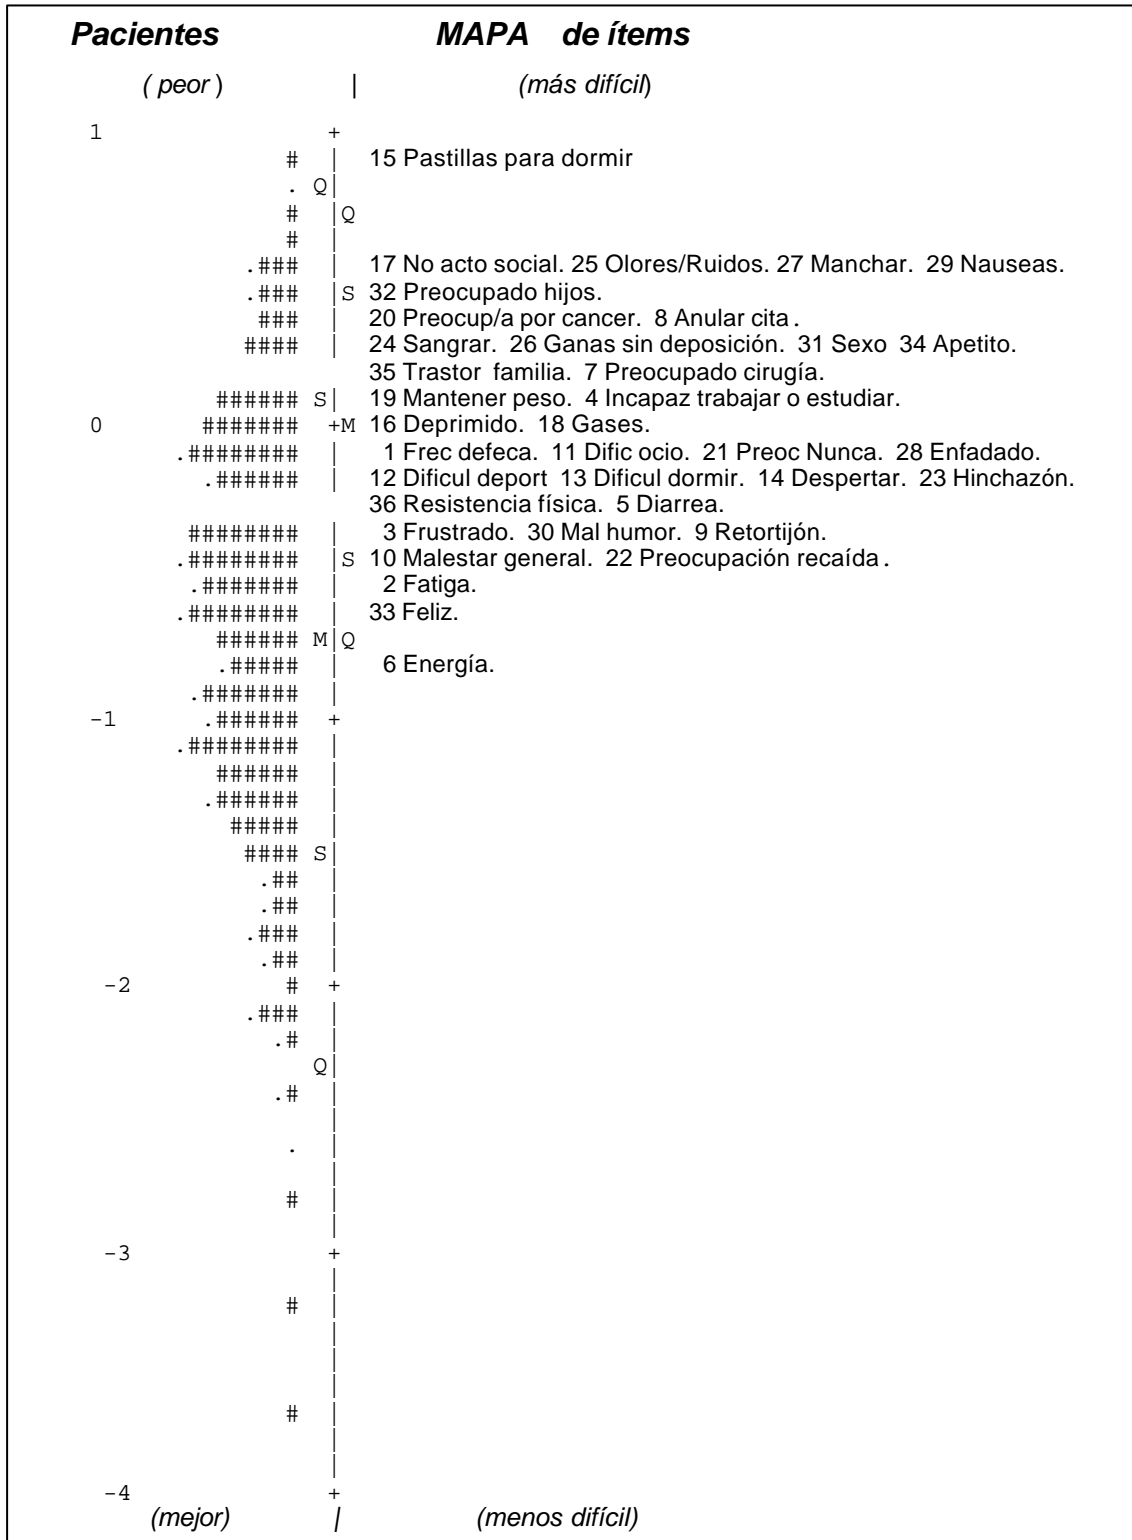 Pacientes MAPA de ítems
( peor ) | (más difícil)
1 +
# | 15 Pastillas para dormir
. Q|
# |Q
# |
.### | 17 No acto social. 25 Olores/Ruidos. 27 Manchar. 29 Nauseas.
.### |S 32 Preocupado hijos.
### | 20 Preocup/a por cancer. 8 Anular cita.
#### | 24 Sangrar. 26 Ganas sin deposición. 31 Sexo 34 Apetito.
35 Trastor familia. 7 Preocupado cirugía.
###### S| 19 Mantener peso. 4 Incapaz trabajar o estudiar.
0 ####### +M 16 Deprimido. 18 Gases.
.######## | 1 Frec defeca. 11 Dific ocio. 21 Preoc Nunca. 28 Enfadado.
.###### | 12 Dificul deport 13 Dificul dormir. 14 Despertar. 23 Hinchazón.
36 Resistencia física. 5 Diarrea.
######## | 3 Frustrado. 30 Mal humor. 9 Retortijón.
.######## |S 10 Malestar general. 22 Preocupación recaída.
.####### | 2 Fatiga.
.######## | 33 Feliz.
###### M|Q
.##### | 6 Energía.
.####### |
-1 .###### +
.######## |
###### |
.###### |
##### |
#### S|
.## |
.## |
.### |
.## |
-2 # +
.### |
.# |
Q|
.# |
|
. |
|
# |
|
-3 +
|
# |
|
|
|
# |
|
|
-4 +
(mejor) | (menos difícil)